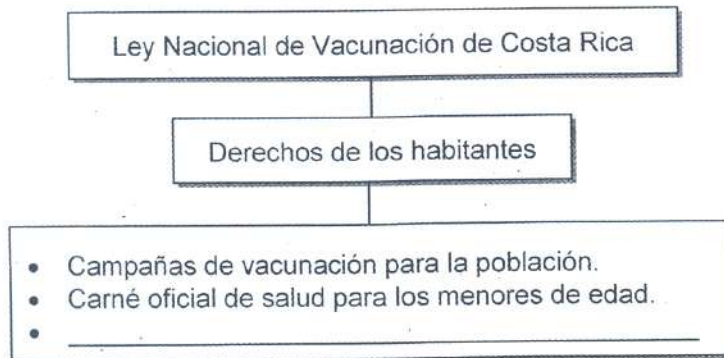 Ley Nacional de Vacunación de Costa Rica
Derechos de los habitantes
• Campañas de vacunación para la población.
• Carné oficial de salud para los menores de edad.
• ____________________